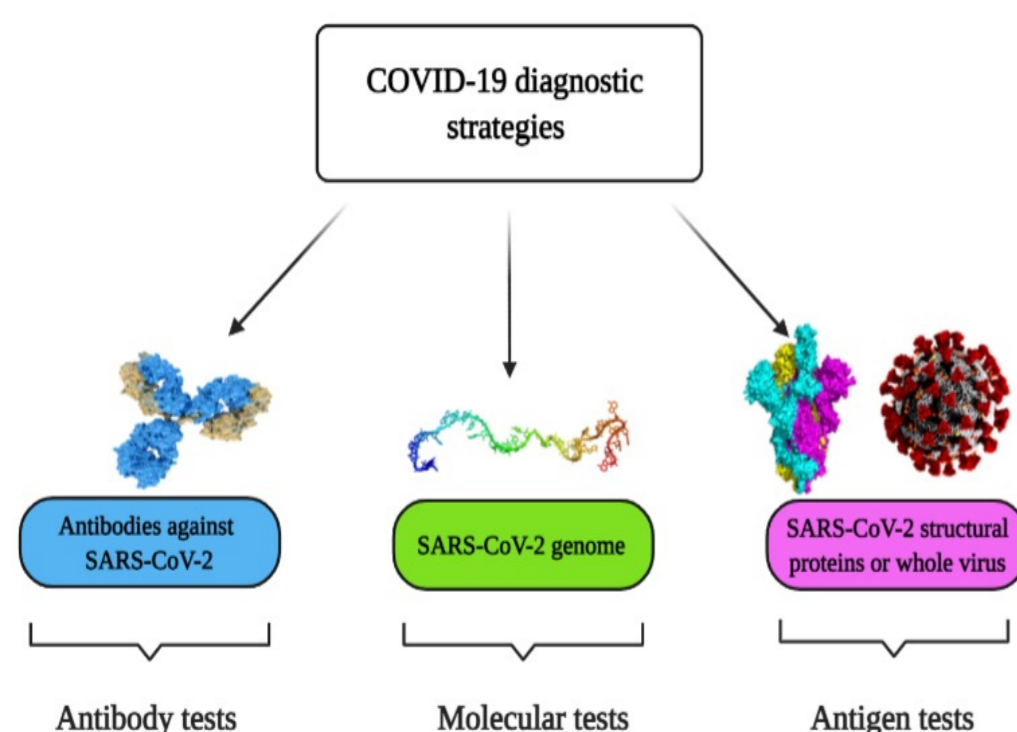 COVID-19 diagnostic
strategies
Antibodies against
SARS-CoV-2
SARS-CoV-2 genome
SARS-CoV-2 structural
proteins or whole virus
Antibody tests
Molecular tests
Antigen tests